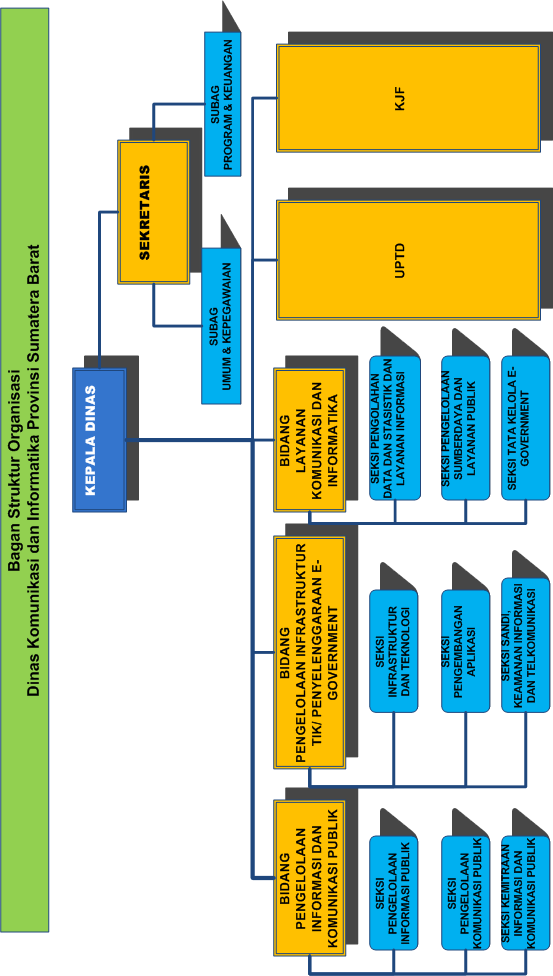 Bagan Struktur Organisasi
Dinas Komunikasi dan Informatika Provinsi Sumatera Barat
KEPALA DINAS
SEKRETARIS
SUBAG
UMUM & KEPEGAWAIAN
SUBAG
PROGRAM & KEUANGAN
BIDANG
PENGELOLAAN
INFORMASI DAN
KOMUNIKASI PUBLIK
BIDANG
PENGELOLAAN INFRASTRUKTUR
TIK/ PENYELENGGARAAN E-
GOVERNMENT
BIDANG
LAYANAN
KOMUNIKASI DAN
INFORMATIKA
UPTD
KJF
SEKSI
PENGELOLAAN
INFORMASI PUBLIK
SEKSI
PENGELOLAAN
KOMUNIKASI PUBLIK
SEKSI KEMITRAAN
INFORMASI DAN
KOMUNIKASI PUBLIK
SEKSI
INFRASTRUKTUR
DAN TEKNOLOGI
SEKSI
PENGEMBANGAN
APLIKASI
SEKSI SANDI,
KEAMANAN INFORMASI
DAN TELKOMUNIKASI
SEKSI PENGOLAHAN
DATA DAN STASISTIK DAN
LAYANAN INFORMASI
SEKSI PENGELOLAAN
SUMBERDAYA DAN
LAYANAN PUBLIK
SEKSI TATA KELOLA E-
GOVERNMENT